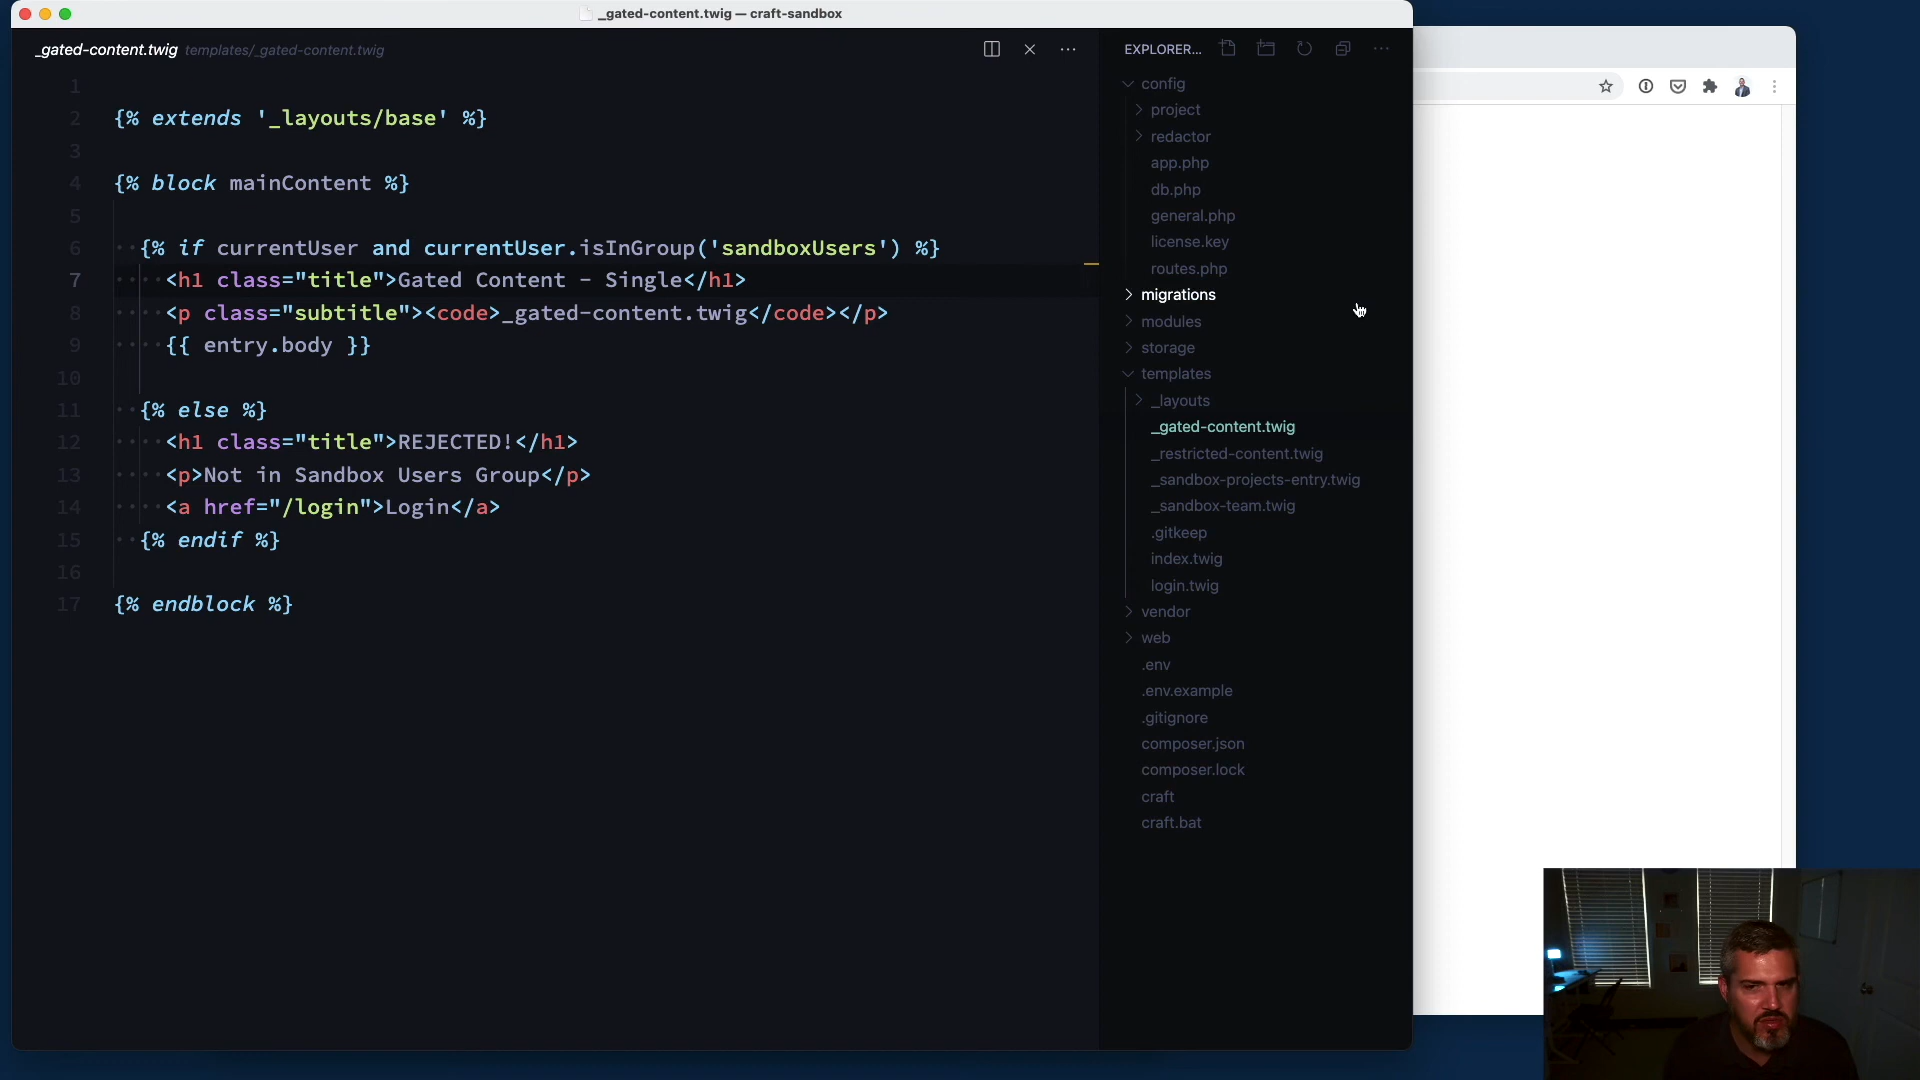 _gated-content.twig — craft-sandbox
_gated-content.twig templates/_gated-content.twig
1
2 {% extends '_layouts/base' %}
3
4 {% block mainContent %}
5
6 {% if currentUser and currentUser.isInGroup('sandboxUsers') %}
7 <h1 class="title">Gated Content - Single</h1>
8 <p class="subtitle"><code>_gated-content.twig</code></p>
9 {{ entry.body }}
10
11 {% else %}
12 <h1 class="title">REJECTED!</h1>
13 <p>Not in Sandbox Users Group</p>
14 <a href="/login">Login</a>
15 {% endif %}
16
17 {% endblock %}
EXPLORER...
config
project
redactor
app.php
db.php
general.php
license.key
routes.php
migrations
modules
storage
templates
_layouts
_gated-content.twig
_restricted-content.twig
_sandbox-projects-entry.twig
_sandbox-team.twig
.gitkeep
index.twig
login.twig
vendor
web
.env
.env.example
.gitignore
composer.json
composer.lock
craft
craft.bat